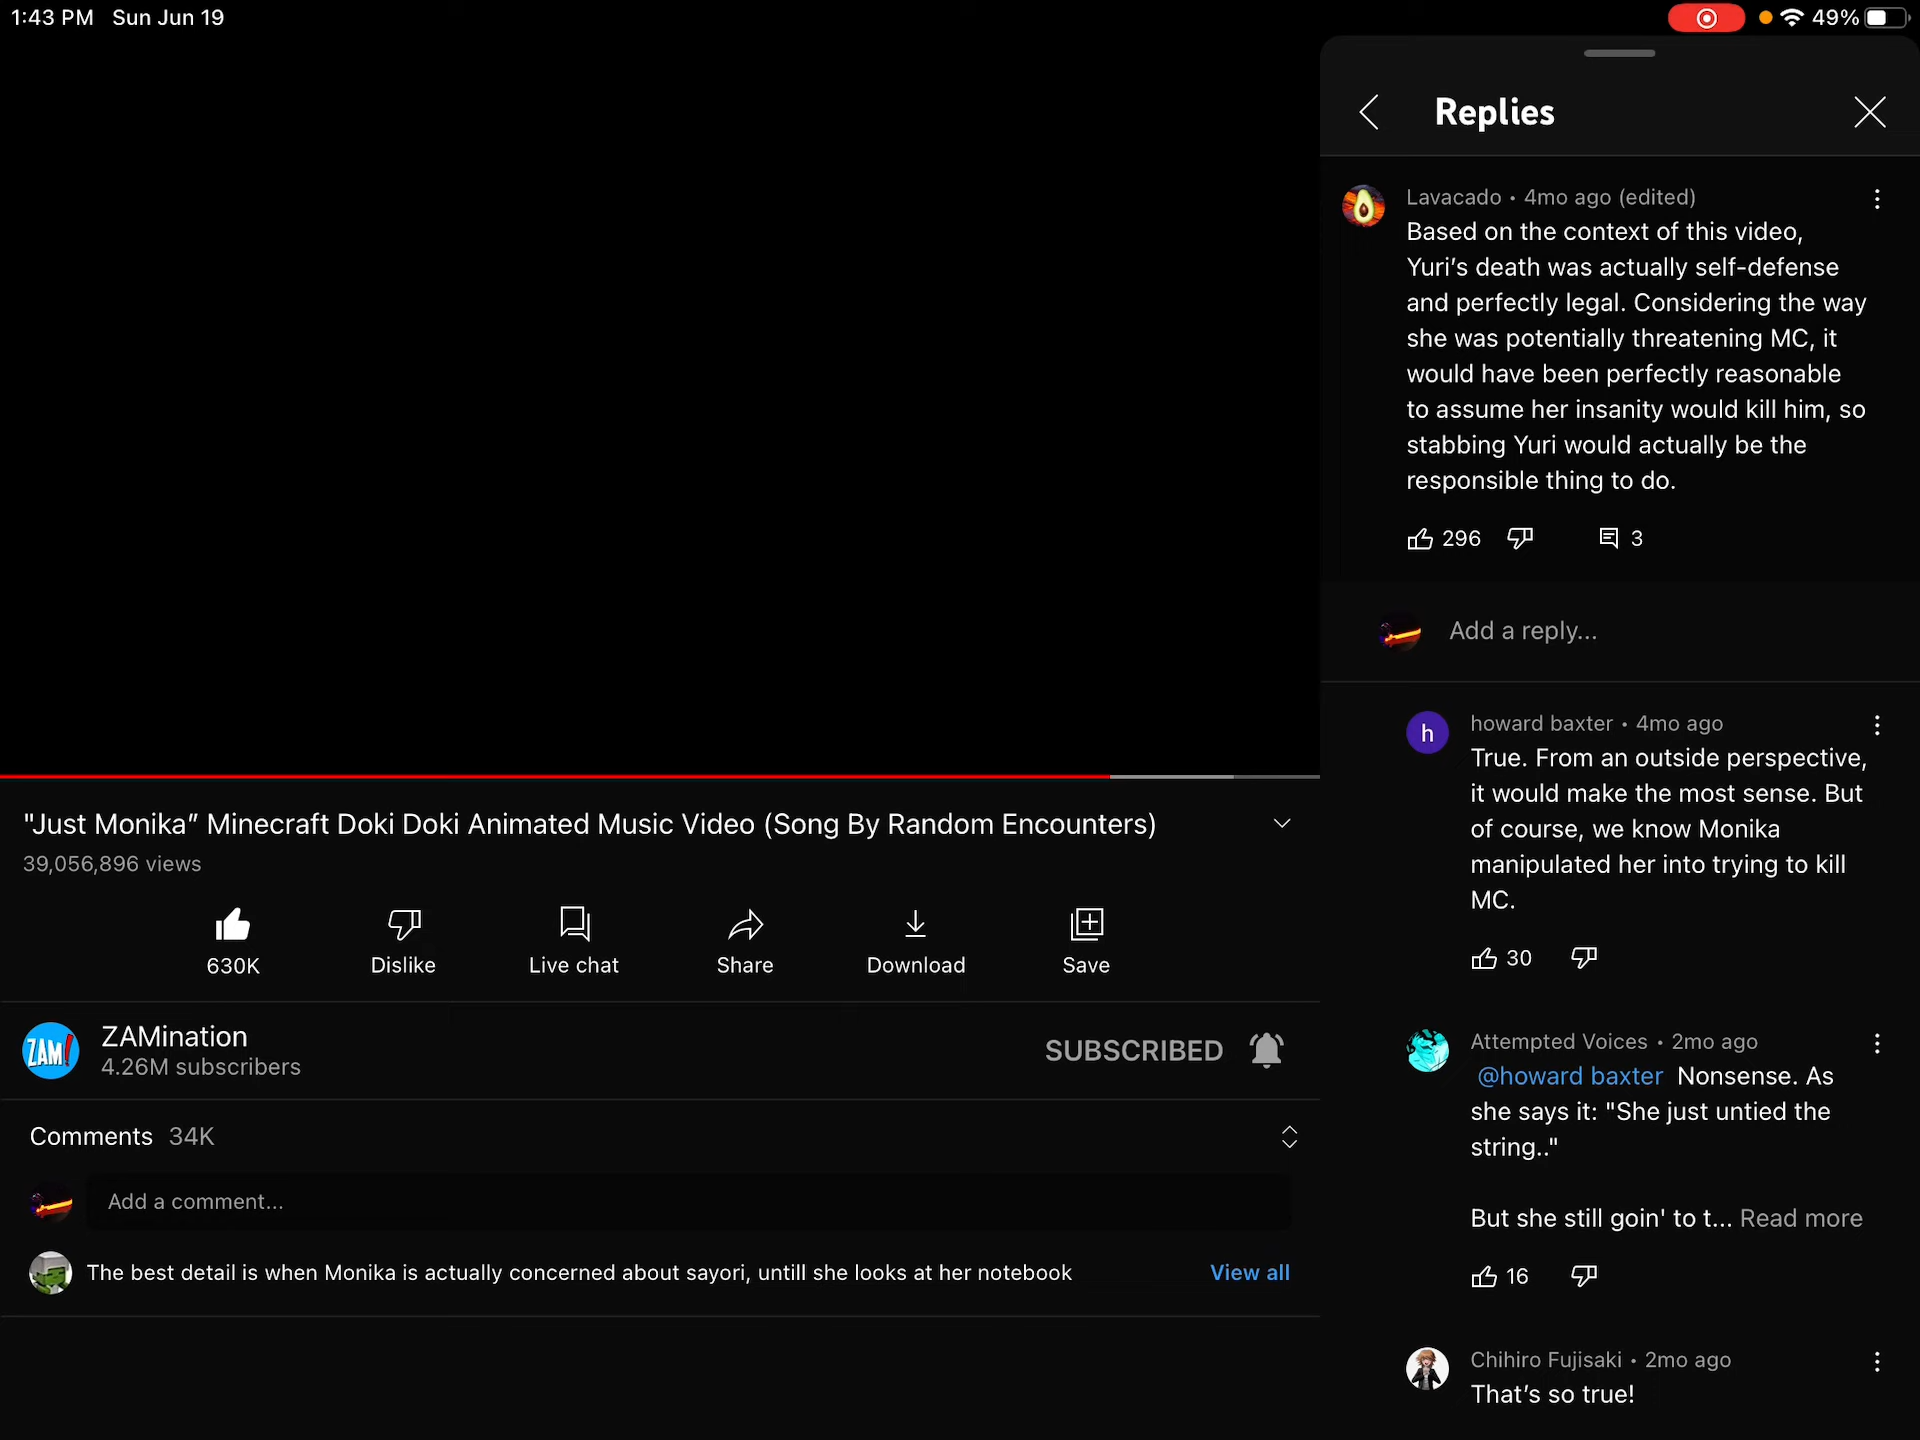 1:43 PM Sun Jun 19
49%
"Just Monika” Minecraft Doki Doki Animated Music Video (Song By Random Encounters)
39,056,896 views
630K
Dislike
Live chat
Share
Download
Save
ZAM!
ZAMination
4.26M subscribers
SUBSCRIBED
Comments 34K
Add a comment...
The best detail is when Monika is actually concerned about sayori, untill she looks at her notebook
View all
Replies
Lavacado • 4mo ago (edited)
Based on the context of this video,
Yuri’s death was actually self-defense
and perfectly legal. Considering the way
she was potentially threatening MC, it
would have been perfectly reasonable
to assume her insanity would kill him, so
stabbing Yuri would actually be the
responsible thing to do.
296
3
Add a reply...
h
howard baxter • 4mo ago
True. From an outside perspective,
it would make the most sense. But
of course, we know Monika
manipulated her into trying to kill
MC.
30
Attempted Voices • 2mo ago
@howard baxter Nonsense. As
she says it: "She just untied the
string.."
But she still goin' to t... Read more
16
Chihiro Fujisaki • 2mo ago
That’s so true!